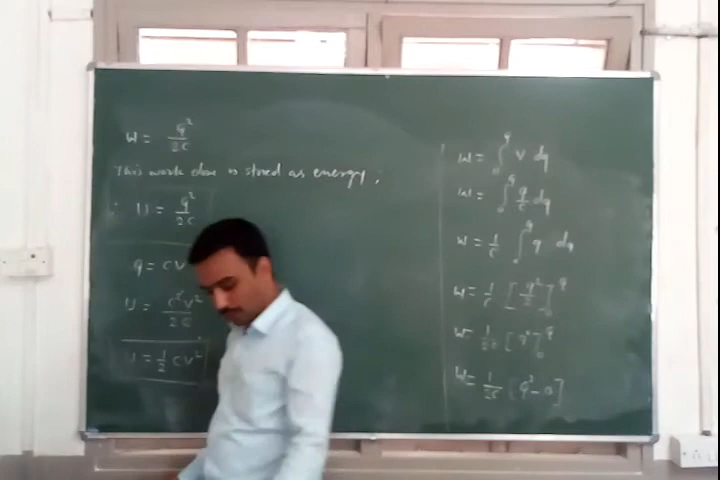 W = q²/2C
This work done is stored as energy.
∴ U = q²/2C
q = CV
U = C²V²/2C
U = ½ CV²
W = ∫₀^q V dq
W = ∫₀^q q/C dq
W = 1/C ∫₀^q q dq
W = 1/C [q²/2]₀^q
W = 1/2C [q²]₀^q
W = 1/2C [q² - 0]